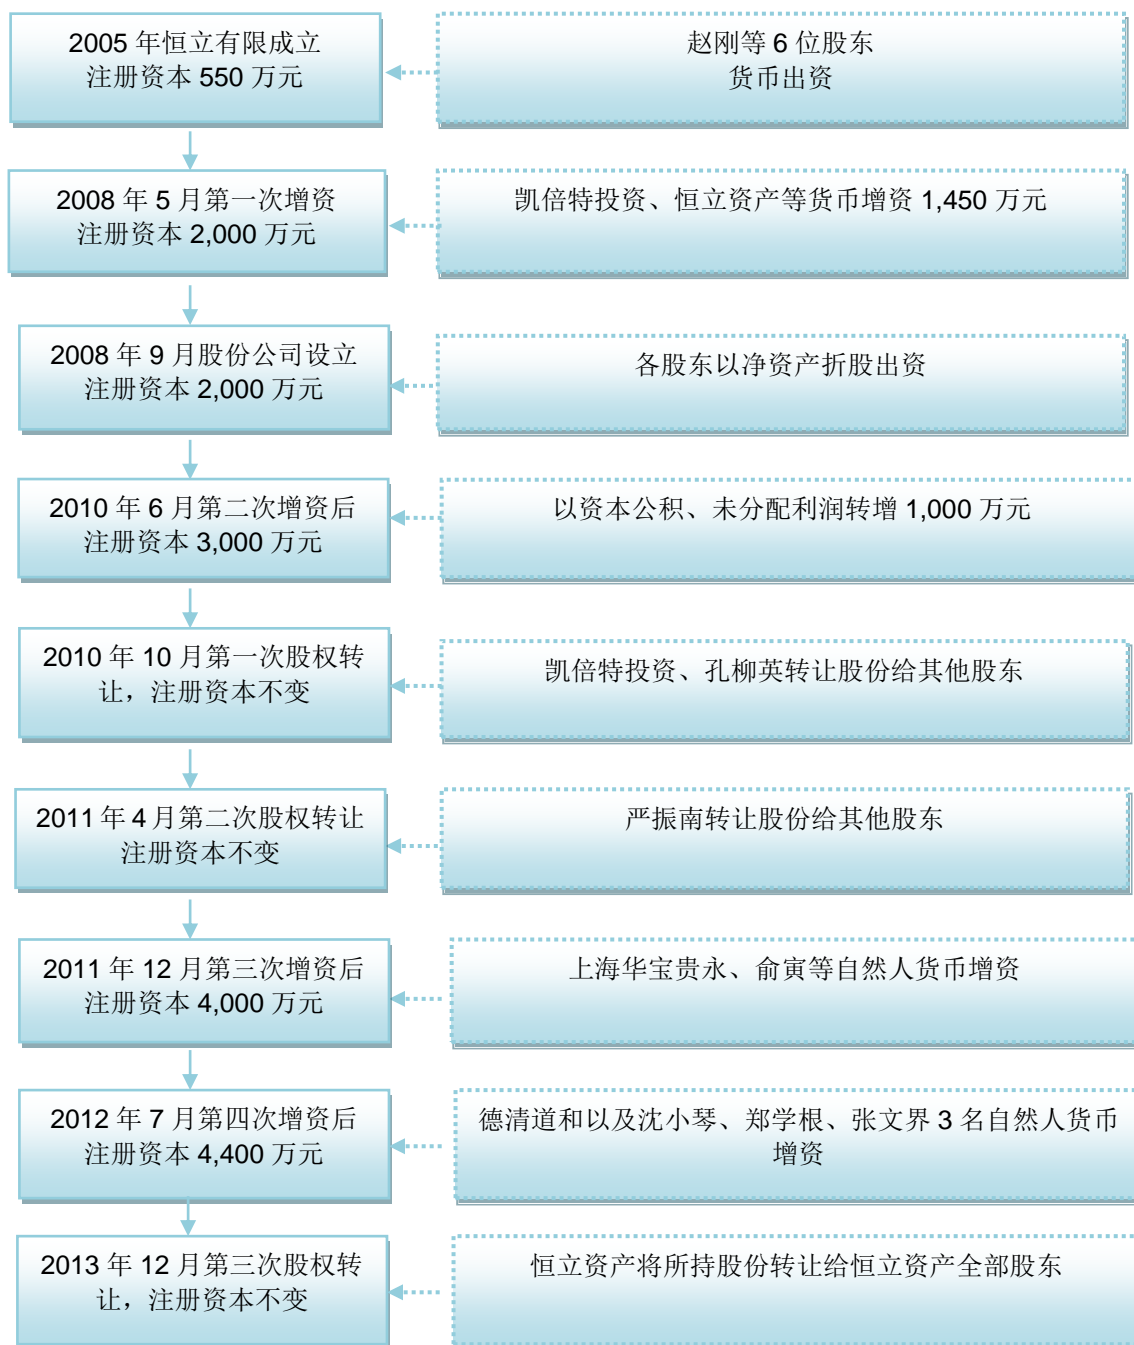 2005 年恒立有限成立
注册资本 550 万元
赵刚等 6 位股东
货币出资
2008 年 5 月第一次增资
注册资本 2,000 万元
凯倍特投资、恒立资产等货币增资 1,450 万元
2008 年 9 月股份公司设立
注册资本 2,000 万元
各股东以净资产折股出资
2010 年 6 月第二次增资后
注册资本 3,000 万元
以资本公积、未分配利润转增 1,000 万元
2010 年 10 月第一次股权转
让，注册资本不变
凯倍特投资、孔柳英转让股份给其他股东
2011 年 4 月第二次股权转让
注册资本不变
严振南转让股份给其他股东
2011 年 12 月第三次增资后
注册资本 4,000 万元
上海华宝贵永、俞寅等自然人货币增资
2012 年 7 月第四次增资后
注册资本 4,400 万元
德清道和以及沈小琴、郑学根、张文界 3 名自然人货币
增资
2013 年 12 月第三次股权转
让，注册资本不变
恒立资产将所持股份转让给恒立资产全部股东